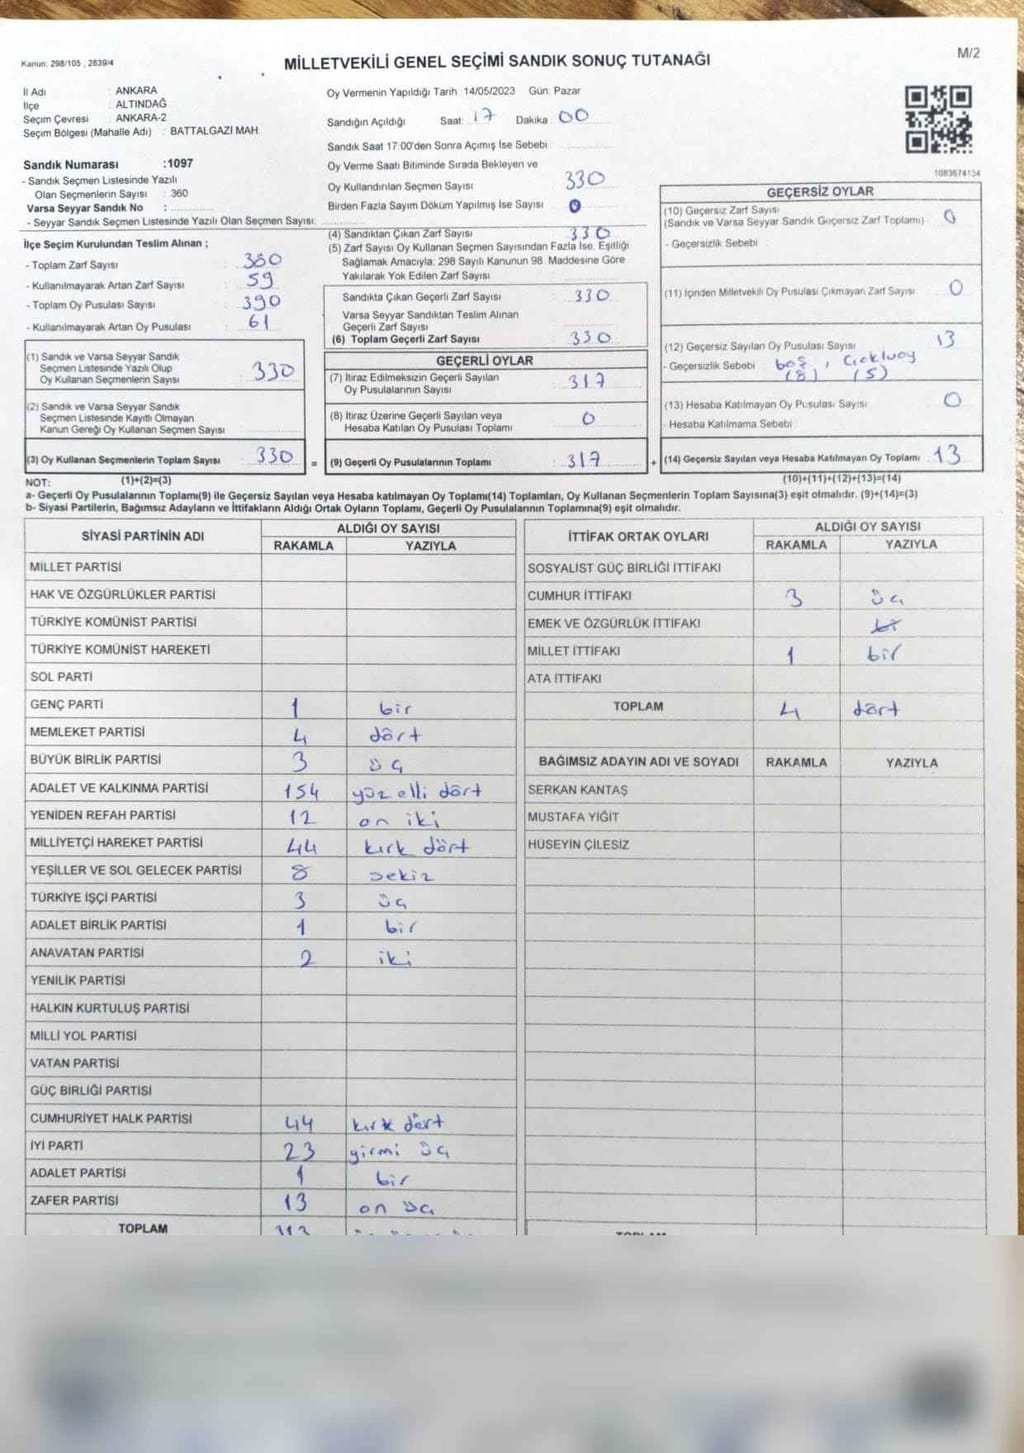 Kanun: 298/105 , 2839/4
MİLLETVEKİLİ GENEL SEÇİMİ SANDIK SONUÇ TUTANAĞI
M/2
İl Adı : ANKARA
İlçe : ALTINDAĞ
Seçim Çevresi : ANKARA-2
Seçim Bölgesi (Mahalle Adı) : BATTALGAZİ MAH.
Sandık Numarası :1097
- Sandık Seçmen Listesinde Yazılı
Olan Seçmenlerin Sayısı : 360
Varsa Seyyar Sandık No :
- Seyyar Sandık Seçmen Listesinde Yazılı Olan Seçmen Sayısı:
Oy Vermenin Yapıldığı Tarih :14/05/2023 Gün: Pazar
Sandığın Açıldığı Saat: 17 Dakika: 00
Sandık Saat 17:00'den Sonra Açılmış İse Sebebi
Oy Verme Saati Bitiminde Sırada Bekleyen ve
Oy Kullandırılan Seçmen Sayısı 330
Birden Fazla Sayım Döküm Yapılmış İse Sayısı
1083674134
İlçe Seçim Kurulundan Teslim Alınan ;
- Toplam Zarf Sayısı : 380
- Kullanılmayarak Artan Zarf Sayısı : 59
- Toplam Oy Pusulası Sayısı : 390
- Kullanılmayarak Artan Oy Pusulası : 61
(1) Sandık ve Varsa Seyyar Sandık
Seçmen Listesinde Yazılı Olup
Oy Kullanan Seçmenlerin Sayısı : 330
(2) Sandık ve Varsa Seyyar Sandık
Seçmen Listesinde Kayıtlı Olmayan
Kanun Gereği Oy Kullanan Seçmen Sayısı
(3) Oy Kullanan Seçmenlerin Toplam Sayısı : 330
(4) Sandıktan Çıkan Zarf Sayısı : 330
(5) Zarf Sayısı Oy Kullanan Seçmen Sayısından Fazla İse, Eşitliği
Sağlamak Amacıyla; 298 Sayılı Kanunun 98. Maddesine Göre
Yakılarak Yok Edilen Zarf Sayısı
Sandıkta Çıkan Geçerli Zarf Sayısı : 330
Varsa Seyyar Sandıktan Teslim Alınan
Geçerli Zarf Sayısı
(6) Toplam Geçerli Zarf Sayısı : 330
GEÇERLİ OYLAR
(7) İtiraz Edilmeksizin Geçerli Sayılan
Oy Pusulalarının Sayısı : 317
(8) İtiraz Üzerine Geçerli Sayılan veya
Hesaba Katılan Oy Pusulası Toplamı : 0
= (9) Geçerli Oy Pusulalarının Toplamı : 317
GEÇERSİZ OYLAR
(10) Geçersiz Zarf Sayısı
(Sandık ve Varsa Seyyar Sandık Geçersiz Zarf Toplamı) : 0
- Geçersizlik Sebebi
(11) İçinden Milletvekili Oy Pusulası Çıkmayan Zarf Sayısı 0
(12) Geçersiz Sayılan Oy Pusulası Sayısı 13
- Geçersizlik Sebebi boş ,
(8) (5)
(13) Hesaba Katılmayan Oy Pusulası Sayısı 0
- Hesaba Katılmama Sebebi
+ (14) Geçersiz Sayılan veya Hesaba Katılmayan Oy Toplamı : 13
NOT: (1)+(2)=(3) (10)+(11)+(12)+(13)=(14)
a- Geçerli Oy Pusulalarının Toplamı(9) ile Geçersiz Sayılan veya Hesaba katılmayan Oy Toplamı(14) Toplamları, Oy Kullanan Seçmenlerin Toplam Sayısına(3) eşit olmalıdır. (9)+(14)=(3)
b- Siyasi Partilerin, Bağımsız Adayların ve İttifakların Aldığı Ortak Oyların Toplamı, Geçerli Oy Pusulalarının Toplamına(9) eşit olmalıdır.
SİYASİ PARTİNİN ADI ALDIĞI OY SAYISI
RAKAMLA YAZIYLA
MİLLET PARTİSİ
HAK VE ÖZGÜRLÜKLER PARTİSİ
TÜRKİYE KOMÜNİST PARTİSİ
TÜRKİYE KOMÜNİST HAREKETİ
SOL PARTİ
GENÇ PARTİ 1 bir
MEMLEKET PARTİSİ 4 dört
BÜYÜK BİRLİK PARTİSİ 3 üç
ADALET VE KALKINMA PARTİSİ 154 yüz elli dört
YENİDEN REFAH PARTİSİ 12 on iki
MİLLİYETÇİ HAREKET PARTİSİ 44 kırk dört
YEŞİLLER VE SOL GELECEK PARTİSİ 8 sekiz
TÜRKİYE İŞÇİ PARTİSİ 3 üç
ADALET BİRLİK PARTİSİ 1 bir
ANAVATAN PARTİSİ 2 iki
YENİLİK PARTİSİ
HALKIN KURTULUŞ PARTİSİ
MİLLİ YOL PARTİSİ
VATAN PARTİSİ
GÜÇ BİRLİĞİ PARTİSİ
CUMHURİYET HALK PARTİSİ 44 kırk dört
İYİ PARTİ 23 yirmi üç
ADALET PARTİSİ 1 bir
ZAFER PARTİSİ 13 on üç
TOPLAM 313
İTTİFAK ORTAK OYLARI ALDIĞI OY SAYISI
RAKAMLA YAZIYLA
SOSYALİST GÜÇ BİRLİĞİ İTTİFAKI
CUMHUR İTTİFAKI 3 üç
EMEK VE ÖZGÜRLÜK İTTİFAKI
MİLLET İTTİFAKI 1 bir
ATA İTTİFAKI
TOPLAM 4 dört
BAĞIMSIZ ADAYIN ADI VE SOYADI RAKAMLA YAZIYLA
SERKAN KANTAŞ
MUSTAFA YİĞİT
HÜSEYİN ÇİLESİZ
TOPLAM